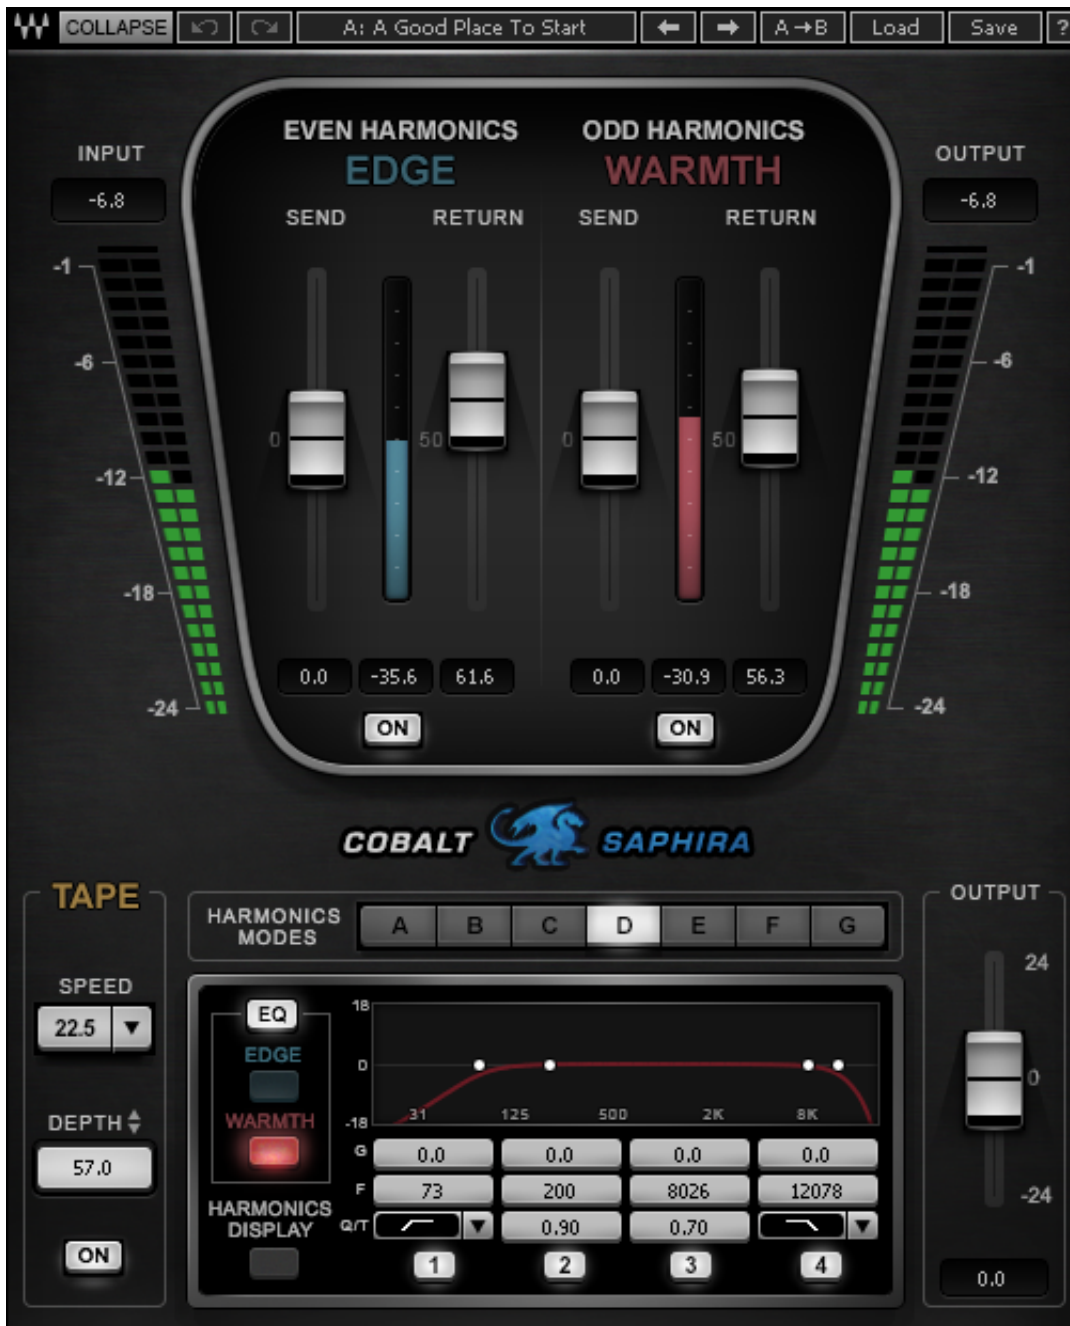 COLLAPSE A: A Good Place To Start A→B Load Save ?
EVEN HARMONICS ODD HARMONICS
EDGE WARMTH
INPUT OUTPUT
-6.8 -6.8
SEND RETURN SEND RETURN
-1 -1
-6 -6
0 50 0 50
-12 -12
-18 -18
0.0 -35.6 61.6 0.0 -30.9 56.3
-24 -24
ON ON
COBALT SAPHIRA
TAPE
SPEED
22.5
DEPTH
57.0
ON
HARMONICS
MODES
A B C D E F G
EQ
EDGE
WARMTH
HARMONICS
DISPLAY
18
0
-18
31 125 500 2K 8K
G 0.0 0.0 0.0 0.0
F 73 200 8026 12078
Q/T 0.90 0.70
1 2 3 4
OUTPUT
24
0
-24
0.0